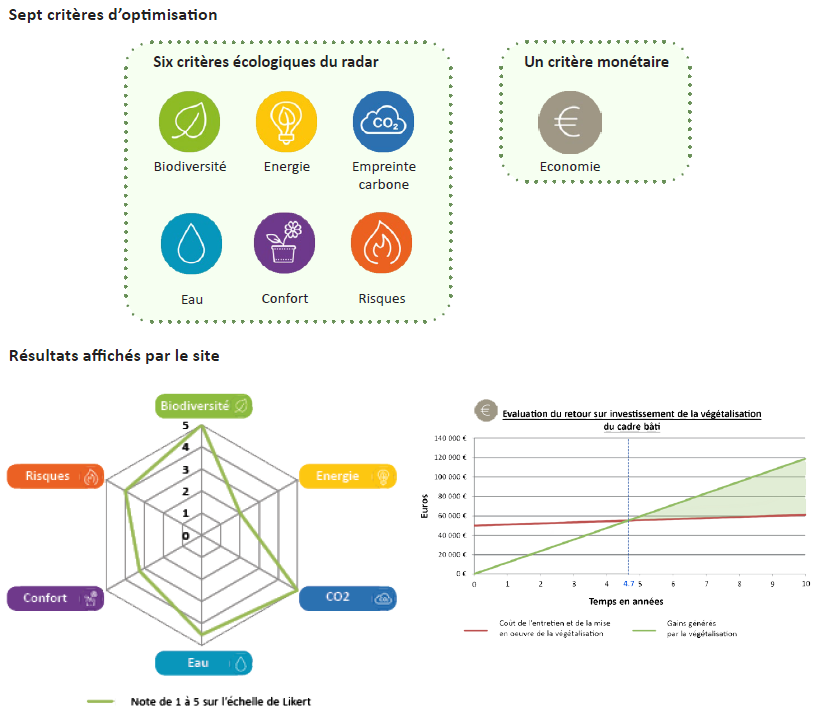 Sept critères d'optimisation
Six critères écologiques du radar
Un critère monétaire
CO₂
€
Biodiversité
Energie
Empreinte
carbone
Economie
Eau
Confort
Risques
Résultats affichés par le site
Biodiversité
Risques
Energie
Confort
CO2
Eau
5
4
3
2
1
0
Note de 1 à 5 sur l'échelle de Likert
€
Evaluation du retour sur investissement de la végétalisation
du cadre bâti
Euros
140 000 €
120 000 €
100 000 €
80 000 €
60 000 €
40 000 €
20 000 €
0 €
0 1 2 3 4 4.7 5 6 7 8 9 10
Temps en années
Coût de l'entretien et de la mise
en oeuvre de la végétalisation
Gains générés
par la végétalisation